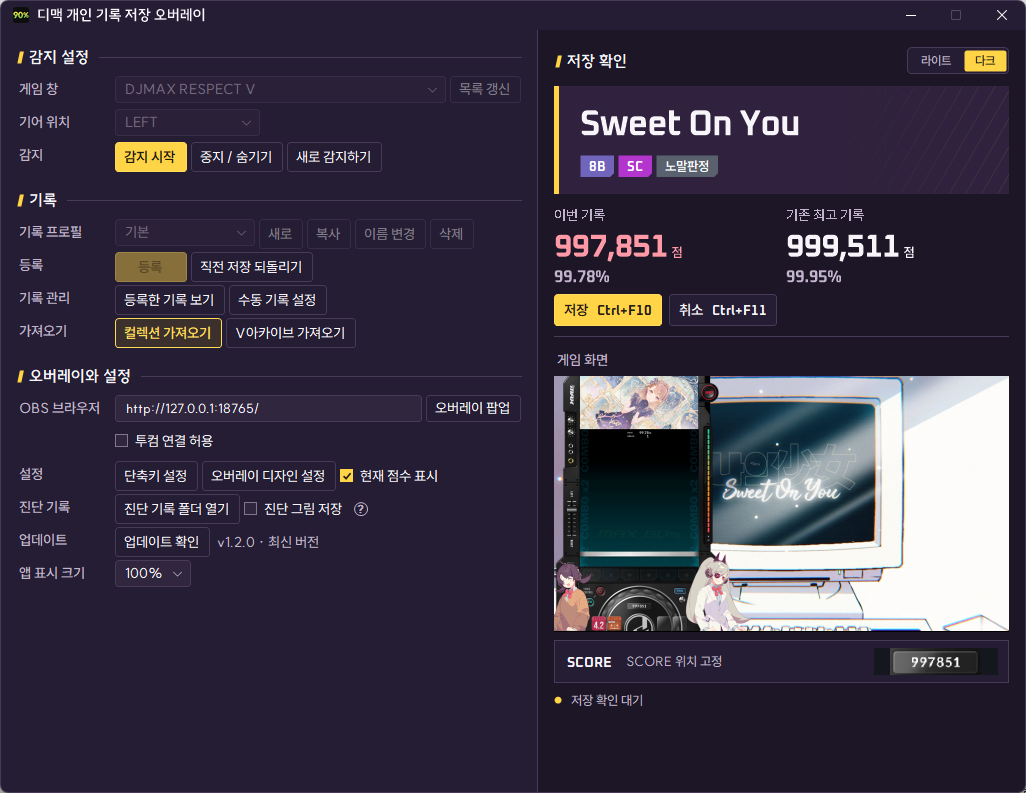 90% 디맥 개인 기록 저장 오버레이
감지 설정
게임 창 DJMAX RESPECT V 목록 갱신
기어 위치 LEFT
감지 감지 시작 중지 / 숨기기 새로 감지하기
기록
기록 프로필 기본 새로 복사 이름 변경 삭제
등록 등록 직전 저장 되돌리기
기록 관리 등록한 기록 보기 수동 기록 설정
가져오기 컬렉션 가져오기 V아카이브 가져오기
오버레이와 설정
OBS 브라우저 http://127.0.0.1:18765/ 오버레이 팝업
투컴 연결 허용
설정 단축키 설정 오버레이 디자인 설정 현재 점수 표시
진단 기록 진단 기록 폴더 열기 진단 그림 저장 ?
업데이트 업데이트 확인 v1.2.0 · 최신 버전
앱 표시 크기 100%
저장 확인 라이트 다크
Sweet On You
8B SC 노말판정
이번 기록 기존 최고 기록
997,851 점 999,511 점
99.78% 99.95%
저장 Ctrl+F10 취소 Ctrl+F11
게임 화면
COMBO x2 COMBO x2
Sweet On You
997851
4.2
SCORE SCORE 위치 고정 997851
저장 확인 대기